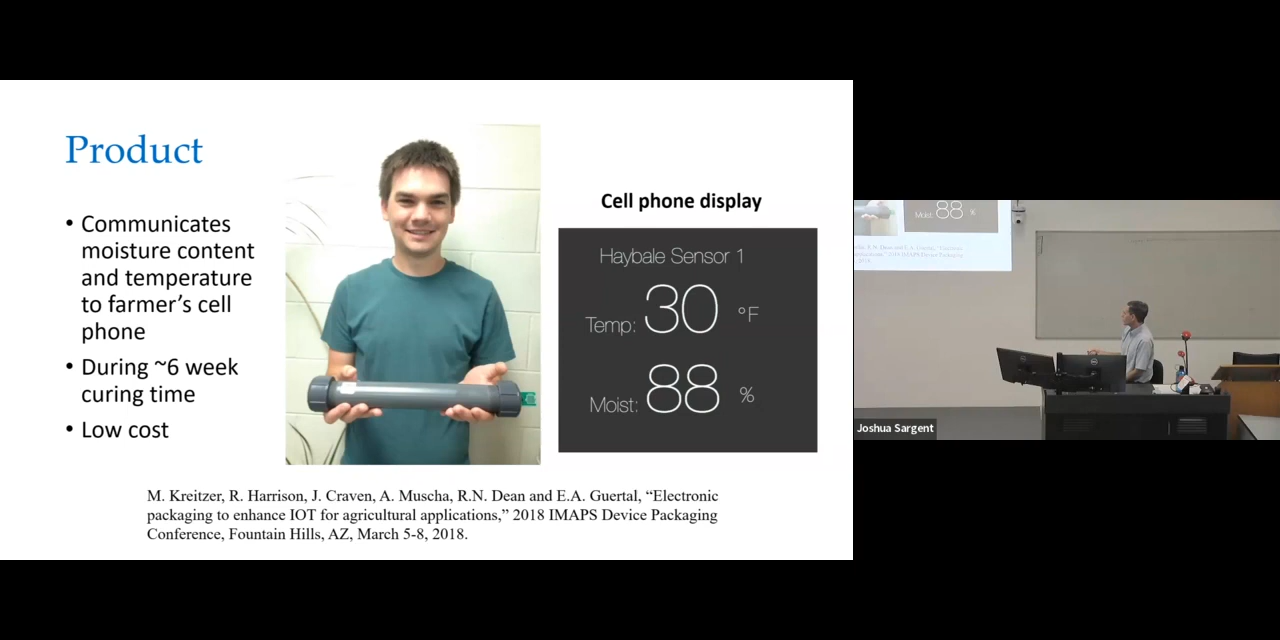 Product
• Communicates
moisture content
and temperature
to farmer's cell
phone
• During ~6 week
curing time
• Low cost
Cell phone display
Haybale Sensor 1
Temp: 30 °F
Moist: 88 %
M. Kreitzer, R. Harrison, J. Craven, A. Muscha, R.N. Dean and E.A. Guertal, “Electronic
packaging to enhance IOT for agricultural applications,” 2018 IMAPS Device Packaging
Conference, Fountain Hills, AZ, March 5-8, 2018.
Moist: 88 %
Joshua Sargent